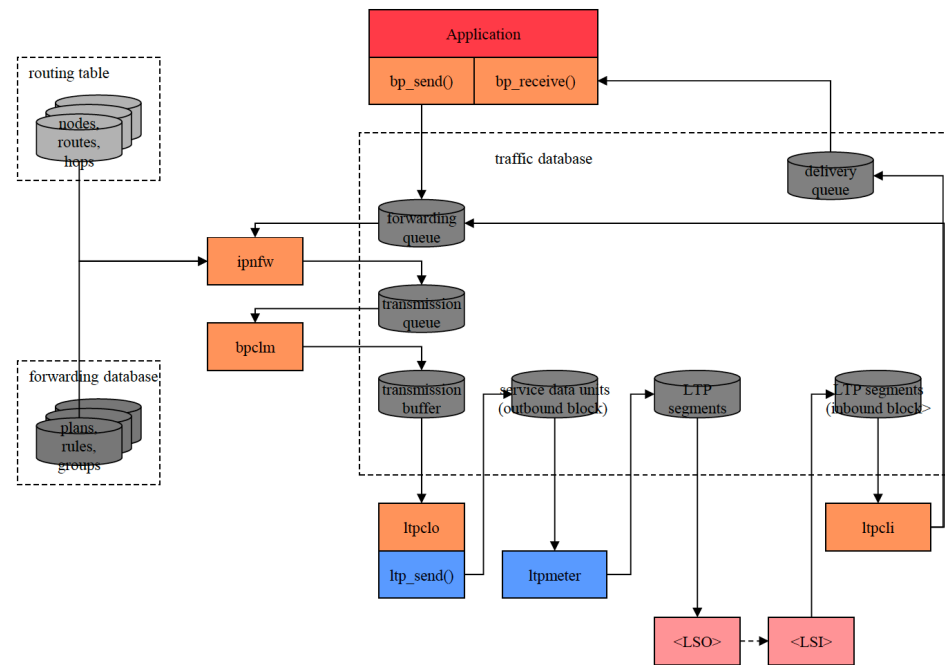 Application
bp_send()
bp_receive()
routing table
nodes,
routes,
hops
traffic database
delivery
queue
forwarding
queue
ipnfw
transmission
queue
bpclm
forwarding database
plans,
rules,
groups
transmission
buffer
service data units
(outbound block)
LTP
segments
LTP segments
(inbound block>
ltpclo
ltp_send()
ltpmeter
ltpcli
<LSO>
<LSI>